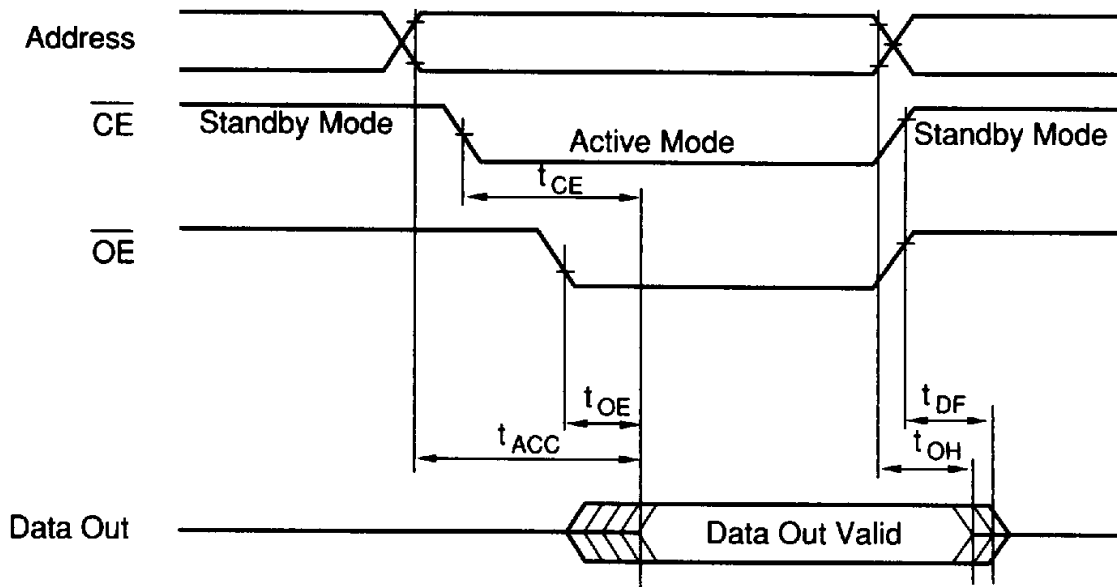 Address
CE
Standby Mode
Active Mode
Standby Mode
tCE
OE
tOE
tDF
tACC
tOH
Data Out
Data Out Valid